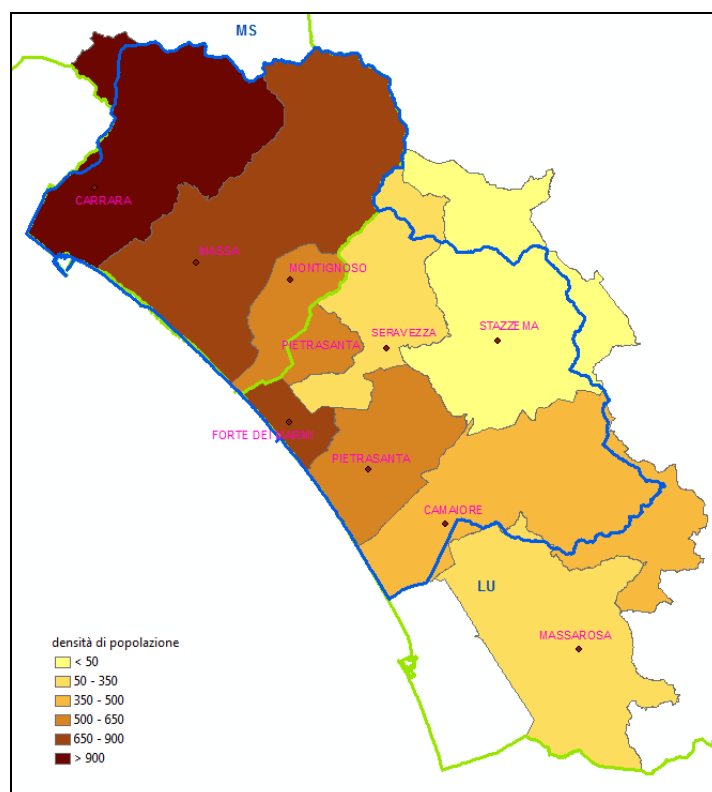 MS
CARRARA
MASSA
MONTIGNOSO
PIETRASANTA
SERAVEZZA
STAZZEMA
FORTE DEI MARMI
PIETRASANTA
CAMAIORE
LU
MASSAROSA
densità di popolazione
< 50
50 - 350
350 - 500
500 - 650
650 - 900
> 900